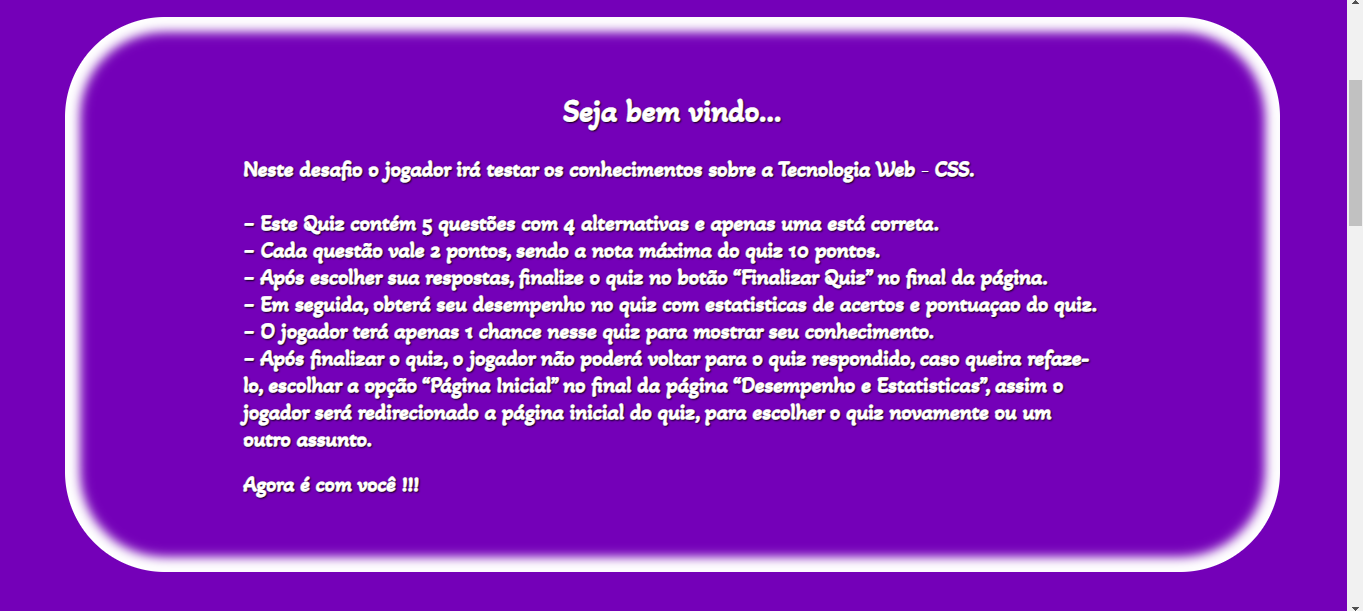 Seja bem vindo...
Neste desafio o jogador irá testar os conhecimentos sobre a Tecnologia Web - CSS.
– Este Quiz contém 5 questões com 4 alternativas e apenas uma está correta.
– Cada questão vale 2 pontos, sendo a nota máxima do quiz 10 pontos.
– Após escolher sua respostas, finalize o quiz no botão “Finalizar Quiz” no final da página.
– Em seguida, obterá seu desempenho no quiz com estatisticas de acertos e pontuaçao do quiz.
– O jogador terá apenas 1 chance nesse quiz para mostrar seu conhecimento.
– Após finalizar o quiz, o jogador não poderá voltar para o quiz respondido, caso queira refaze-
lo, escolhar a opção “Página Inicial” no final da página “Desempenho e Estatisticas”, assim o
jogador será redirecionado a página inicial do quiz, para escolher o quiz novamente ou um
outro assunto.
Agora é com você !!!